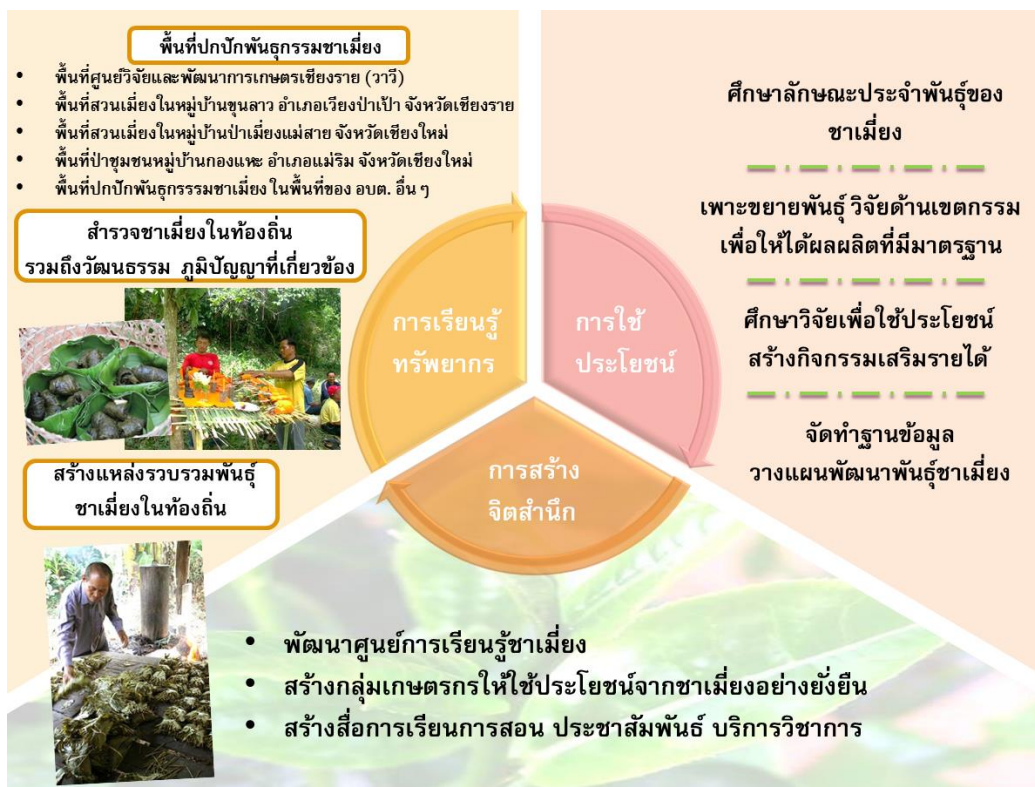 พื้นที่ปกปักพันธุกรรมชาเมี่ยง
• พื้นที่ศูนย์วิจัยและพัฒนาการเกษตรเชียงราย (วาวี)
• พื้นที่สวนเมี่ยงในหมู่บ้านขุนลาว อำเภอเวียงป่าเป้า จังหวัดเชียงราย
• พื้นที่สวนเมี่ยงในหมู่บ้านป่าเมี่ยงแม่สาย จังหวัดเชียงใหม่
• พื้นที่ป่าชุมชนหมู่บ้านกองแหะ อำเภอแม่ริม จังหวัดเชียงใหม่
• พื้นที่ปกปักพันธุกรรรมชาเมี่ยง ในพื้นที่ของ อบต. อื่น ๆ
สำรวจชาเมี่ยงในท้องถิ่น
รวมถึงวัฒนธรรม ภูมิปัญญาที่เกี่ยวข้อง
สร้างแหล่งรวบรวมพันธุ์
ชาเมี่ยงในท้องถิ่น
การเรียนรู้
ทรัพยากร
การใช้
ประโยชน์
การสร้าง
จิตสำนึก
ศึกษาลักษณะประจำพันธุ์ของ
ชาเมี่ยง
เพาะขยายพันธุ์ วิจัยด้านเขตกรรม
เพื่อให้ได้ผลผลิตที่มีมาตรฐาน
ศึกษาวิจัยเพื่อใช้ประโยชน์
สร้างกิจกรรมเสริมรายได้
จัดทำฐานข้อมูล
วางแผนพัฒนาพันธุ์ชาเมี่ยง
• พัฒนาศูนย์การเรียนรู้ชาเมี่ยง
• สร้างกลุ่มเกษตรกรให้ใช้ประโยชน์จากชาเมี่ยงอย่างยั่งยืน
• สร้างสื่อการเรียนการสอน ประชาสัมพันธ์ บริการวิชาการ